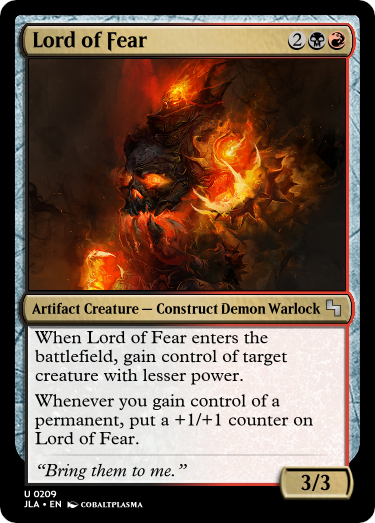 Lord of Fear 2
Artifact Creature — Construct Demon Warlock
When Lord of Fear enters the
battlefield, gain control of target
creature with lesser power.
Whenever you gain control of a
permanent, put a +1/+1 counter on
Lord of Fear.
“Bring them to me.”
3/3
U 0209
JLA • EN COBALTPLASMA